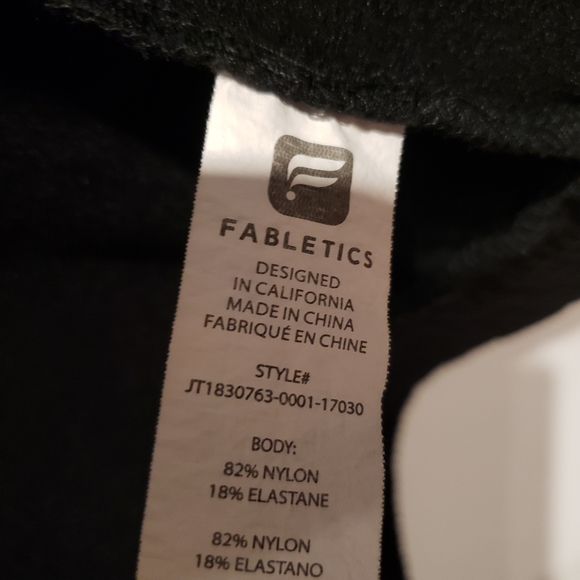 FABLETICS
DESIGNED
IN CALIFORNIA
MADE IN CHINA
FABRIQUÉ EN CHINE
STYLE#
JT1830763-0001-17030
BODY:
82% NYLON
18% ELASTANE
82% NYLON
18% ELASTANO